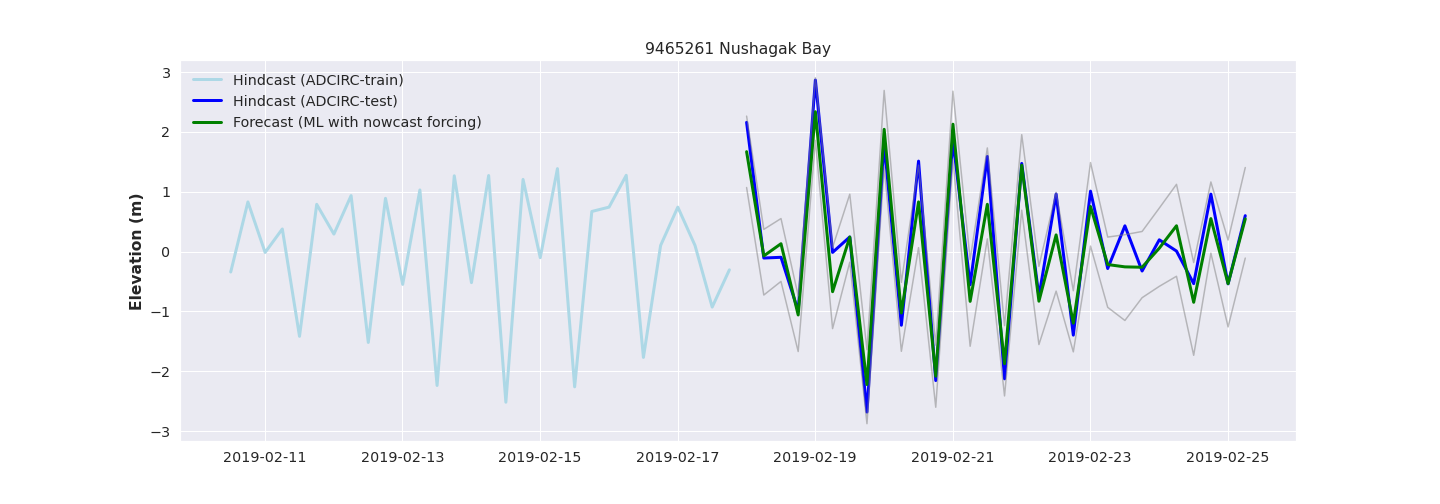 9465261 Nushagak Bay
Hindcast (ADCIRC-train)
Hindcast (ADCIRC-test)
Forecast (ML with nowcast forcing)
Elevation (m)
3
2
1
0
−1
−2
−3
2019-02-11 2019-02-13 2019-02-15 2019-02-17 2019-02-19 2019-02-21 2019-02-23 2019-02-25